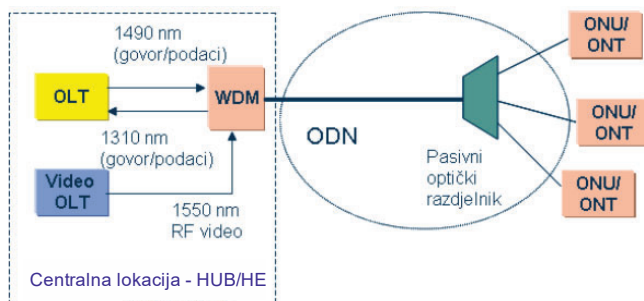 1490 nm
(govor/podaci)
OLT
WDM
1310 nm
(govor/podaci)
Video
OLT
1550 nm
RF video
Centralna lokacija - HUB/HE
ODN
Pasivni
optički
razdjelnik
ONU/
ONT
ONU/
ONT
ONU/
ONT